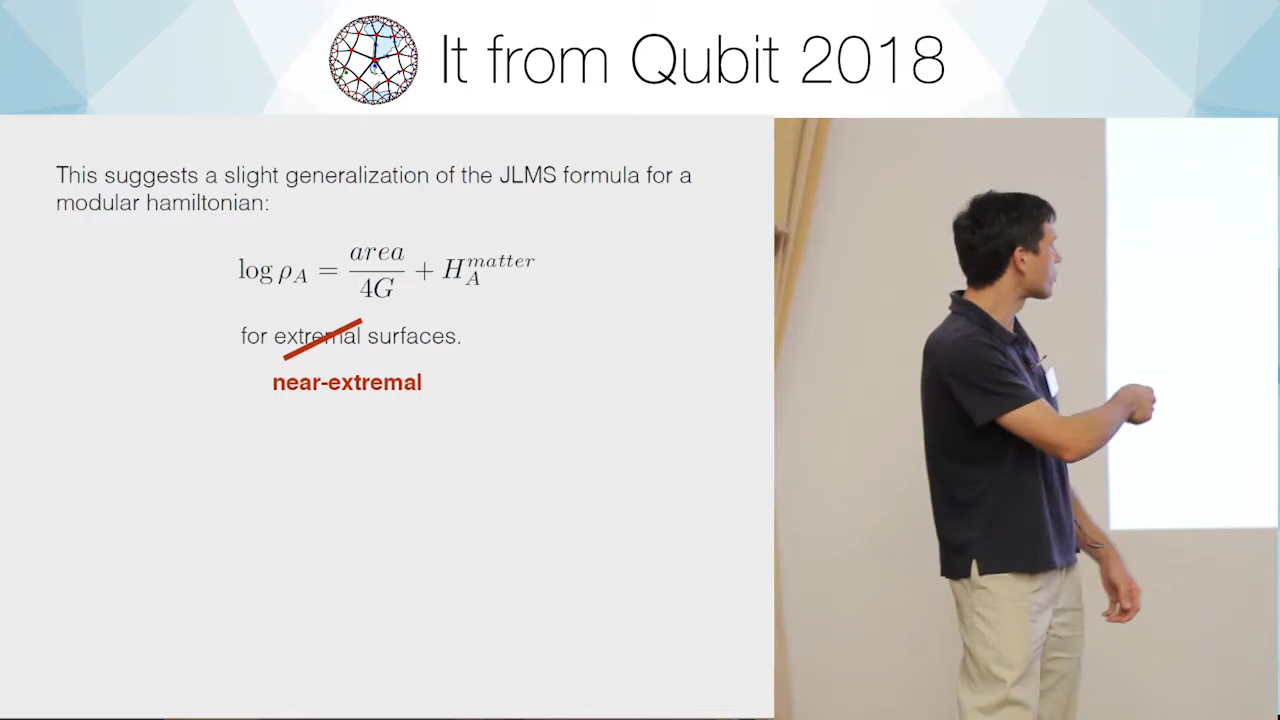 It from Qubit 2018
This suggests a slight generalization of the JLMS formula for a
modular hamiltonian:
log ρ_A = area/4G + H_A^matter
for extremal surfaces.
near-extremal